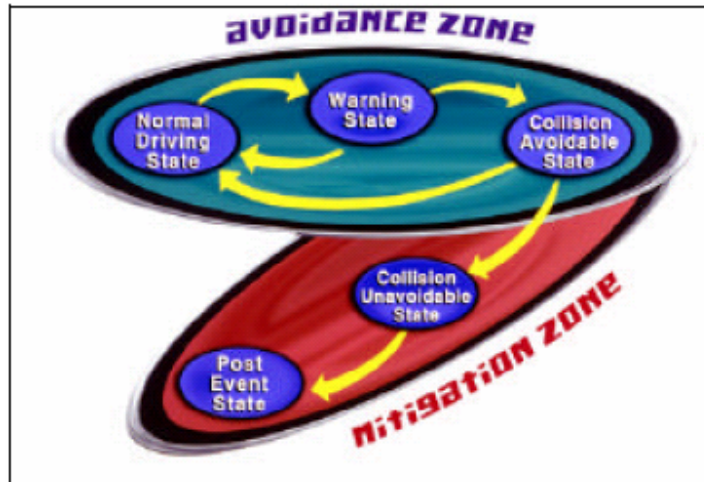 avoidance zone
Normal
Driving
State
Warning
State
Collision
Avoidable
State
Collision
Unavoidable
State
Post
Event
State
Mitigation zone